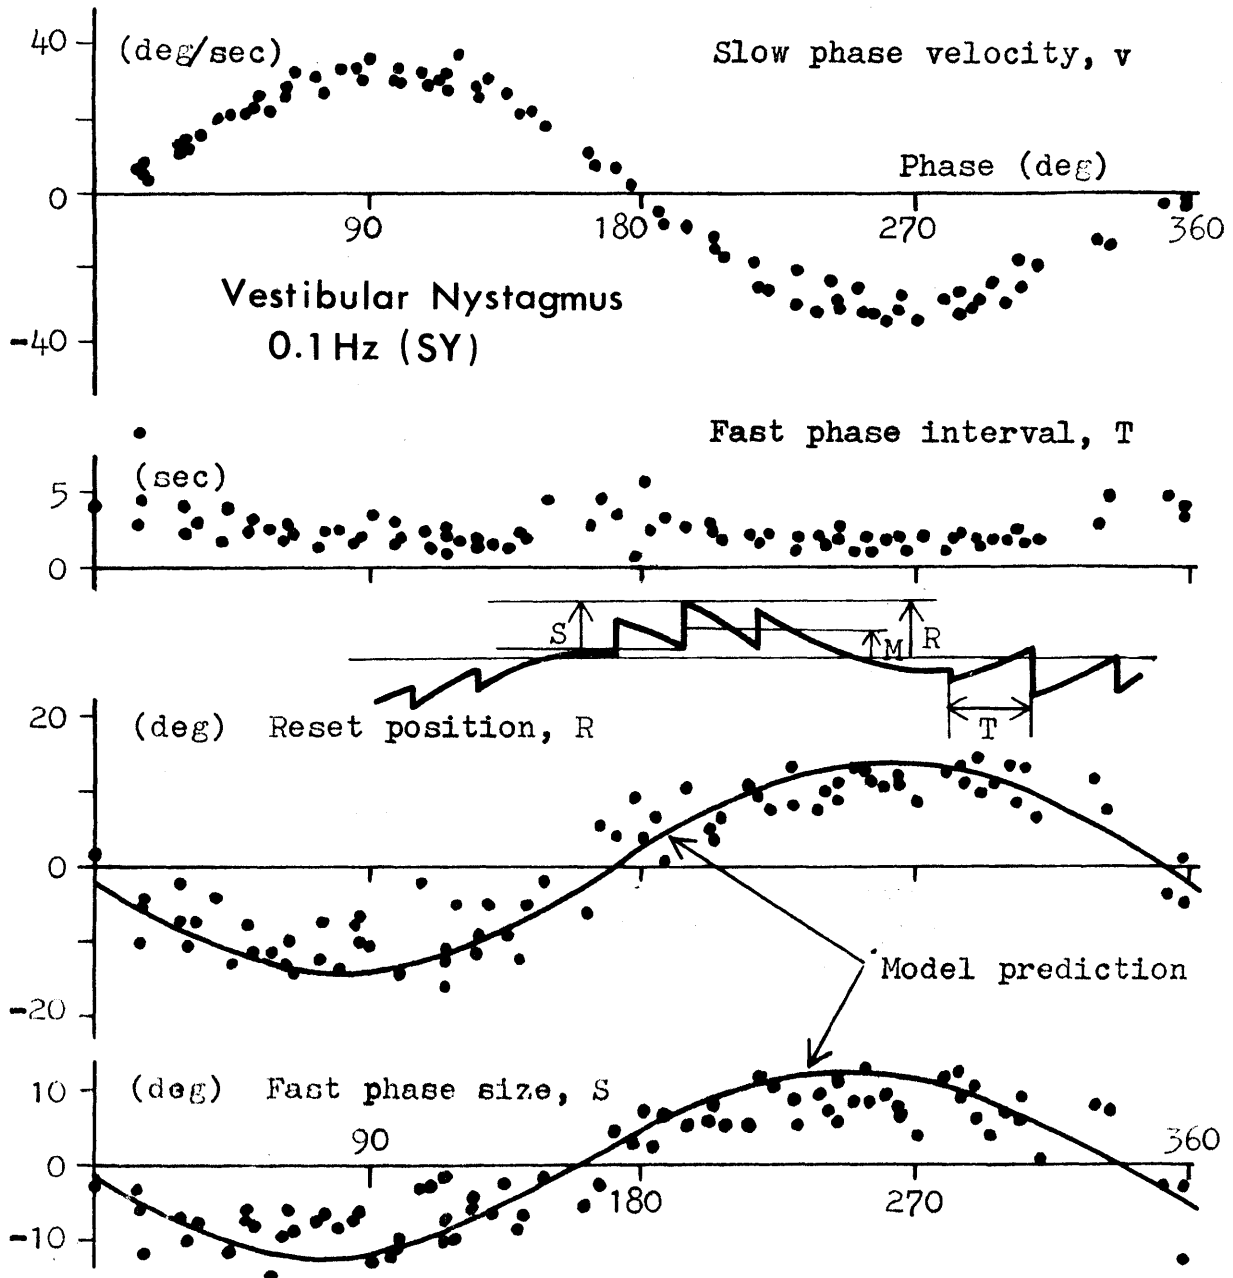 40
(deg/sec)
Slow phase velocity, v
Phase (deg)
0
90
180
270
360
Vestibular Nystagmus
0.1 Hz (SY)
-40
Fast phase interval, T
(sec)
5
0
S
M
R
T
20
(deg) Reset position, R
0
Model prediction
-20
(deg) Fast phase size, S
10
90
360
0
180
270
-10